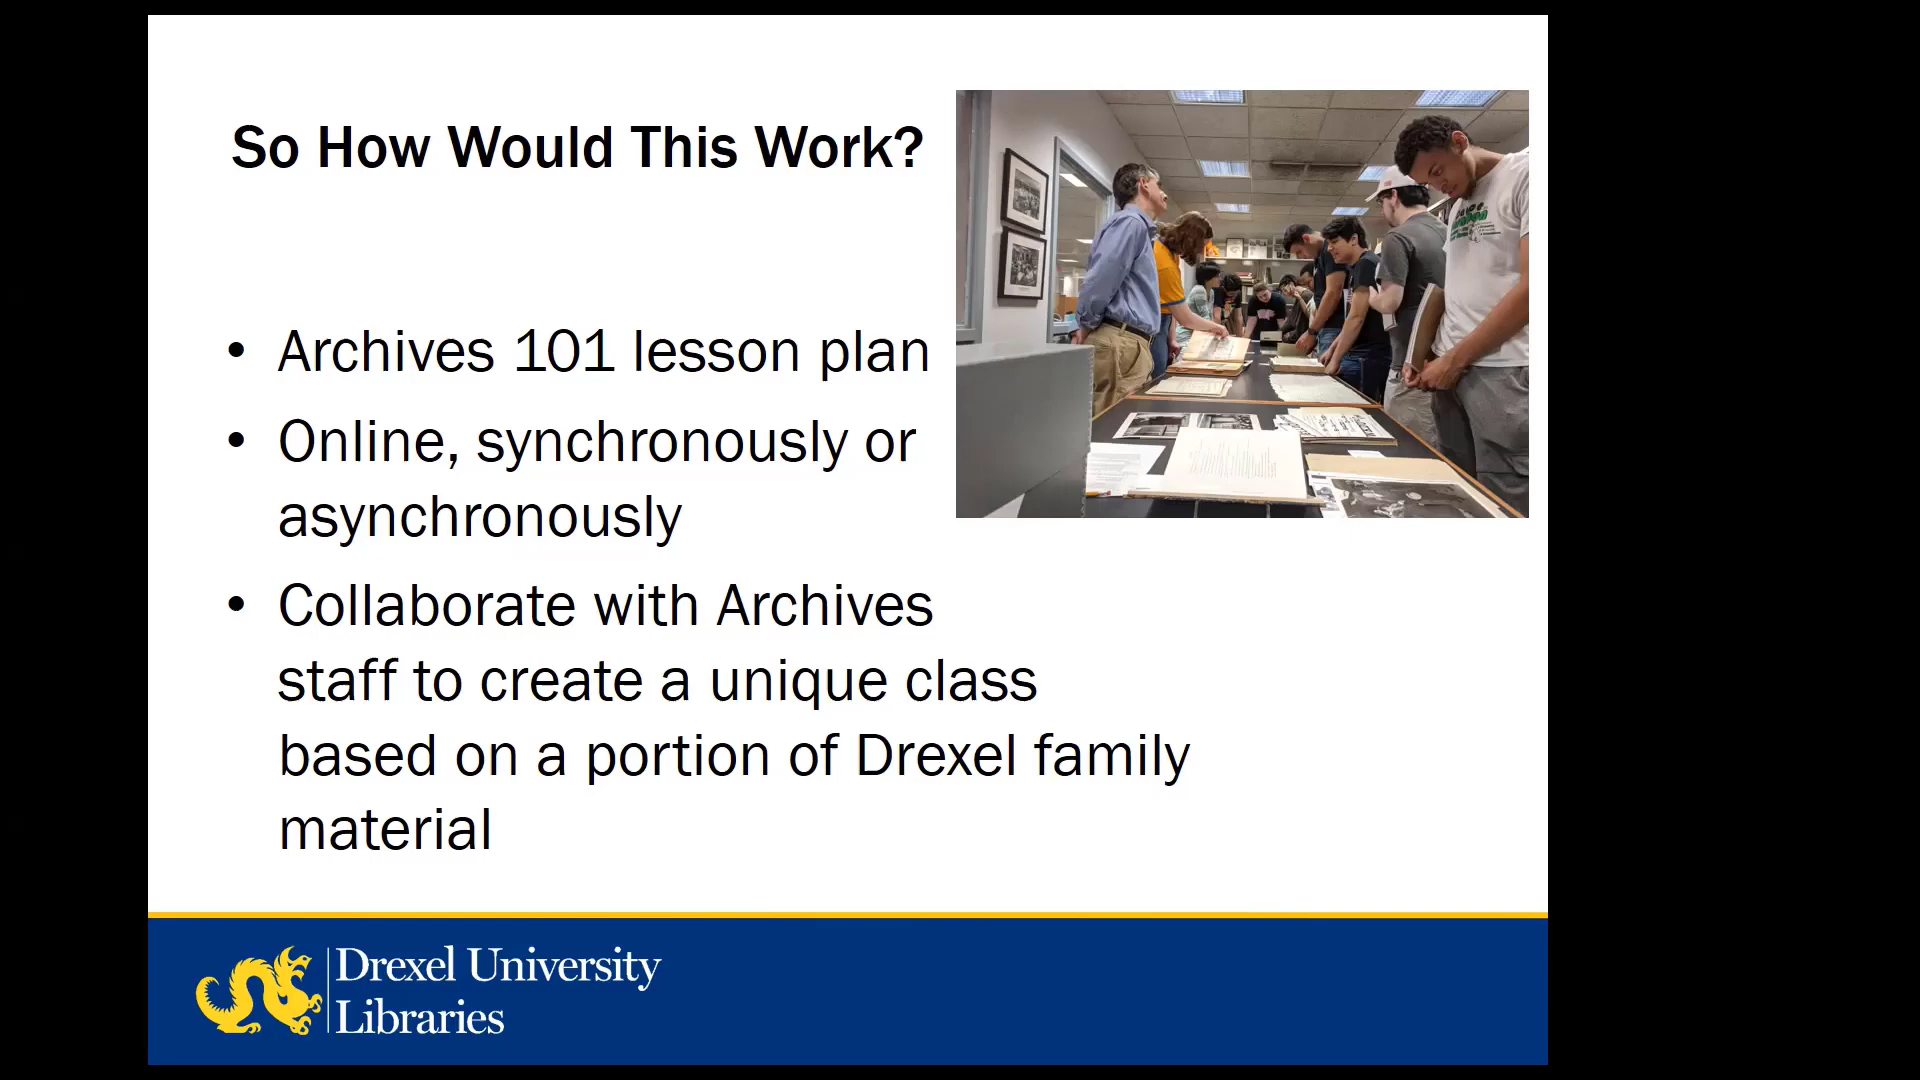 So How Would This Work?
• Archives 101 lesson plan
• Online, synchronously or
asynchronously
• Collaborate with Archives
staff to create a unique class
based on a portion of Drexel family
material
Drexel University
Libraries